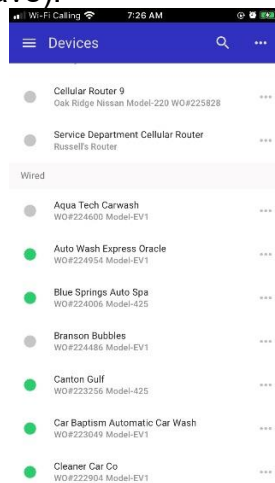 Wi-Fi Calling 7:26 AM
Devices
Cellular Router 9
Oak Ridge Nissan Model-220 WO#225828
Service Department Cellular Router
Russell's Router
Wired
Aqua Tech Carwash
WO#224600 Model-EV1
Auto Wash Express Oracle
WO#224954 Model-EV1
Blue Springs Auto Spa
WO#224006 Model-425
Branson Bubbles
WO#224486 Model-EV1
Canton Gulf
WO#223256 Model-425
Car Baptism Automatic Car Wash
WO#223049 Model-EV1
Cleaner Car Co
WO#222904 Model-EV1